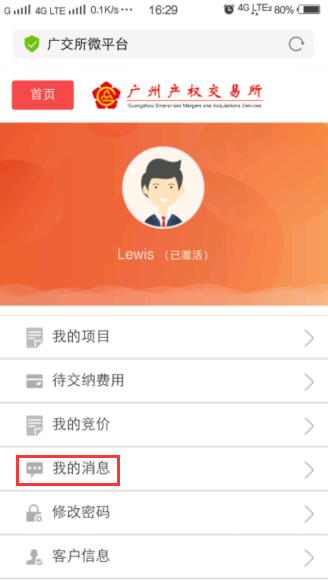 G 4G LTE 0.1K/s ··· 16:29 4G LTE 80%
广交所微平台
首页 广州产权交易所
Guangzhou Enterprises Mergers and Acquisitions Services
Lewis （已激活）
我的项目
待交纳费用
我的竞价
我的消息
修改密码
客户信息